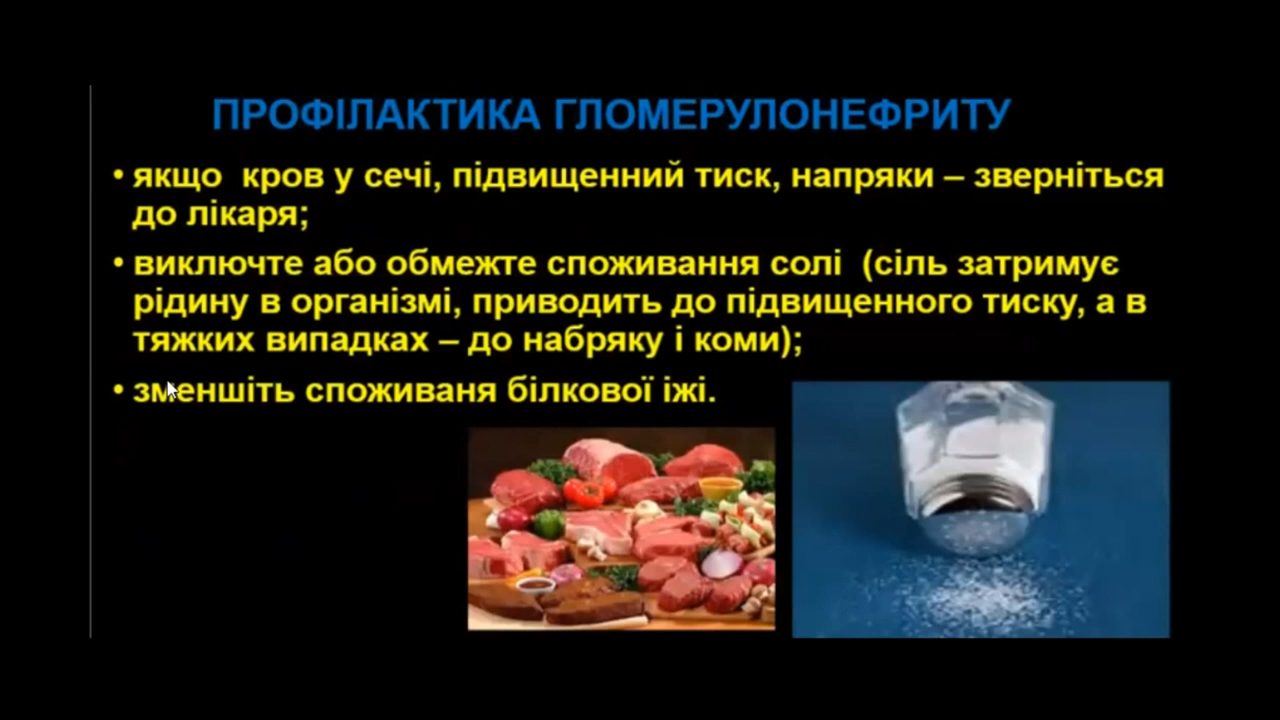 ПРОФІЛАКТИКА ГЛОМЕРУЛОНЕФРИТУ
• якщо кров у сечі, підвищенний тиск, напряки – зверніться
до лікаря;
• виключте або обмежте споживання солі (сіль затримує
рідину в організмі, приводить до підвищенного тиску, а в
тяжких випадках – до набряку і коми);
• зменшіть споживаня білкової їжі.